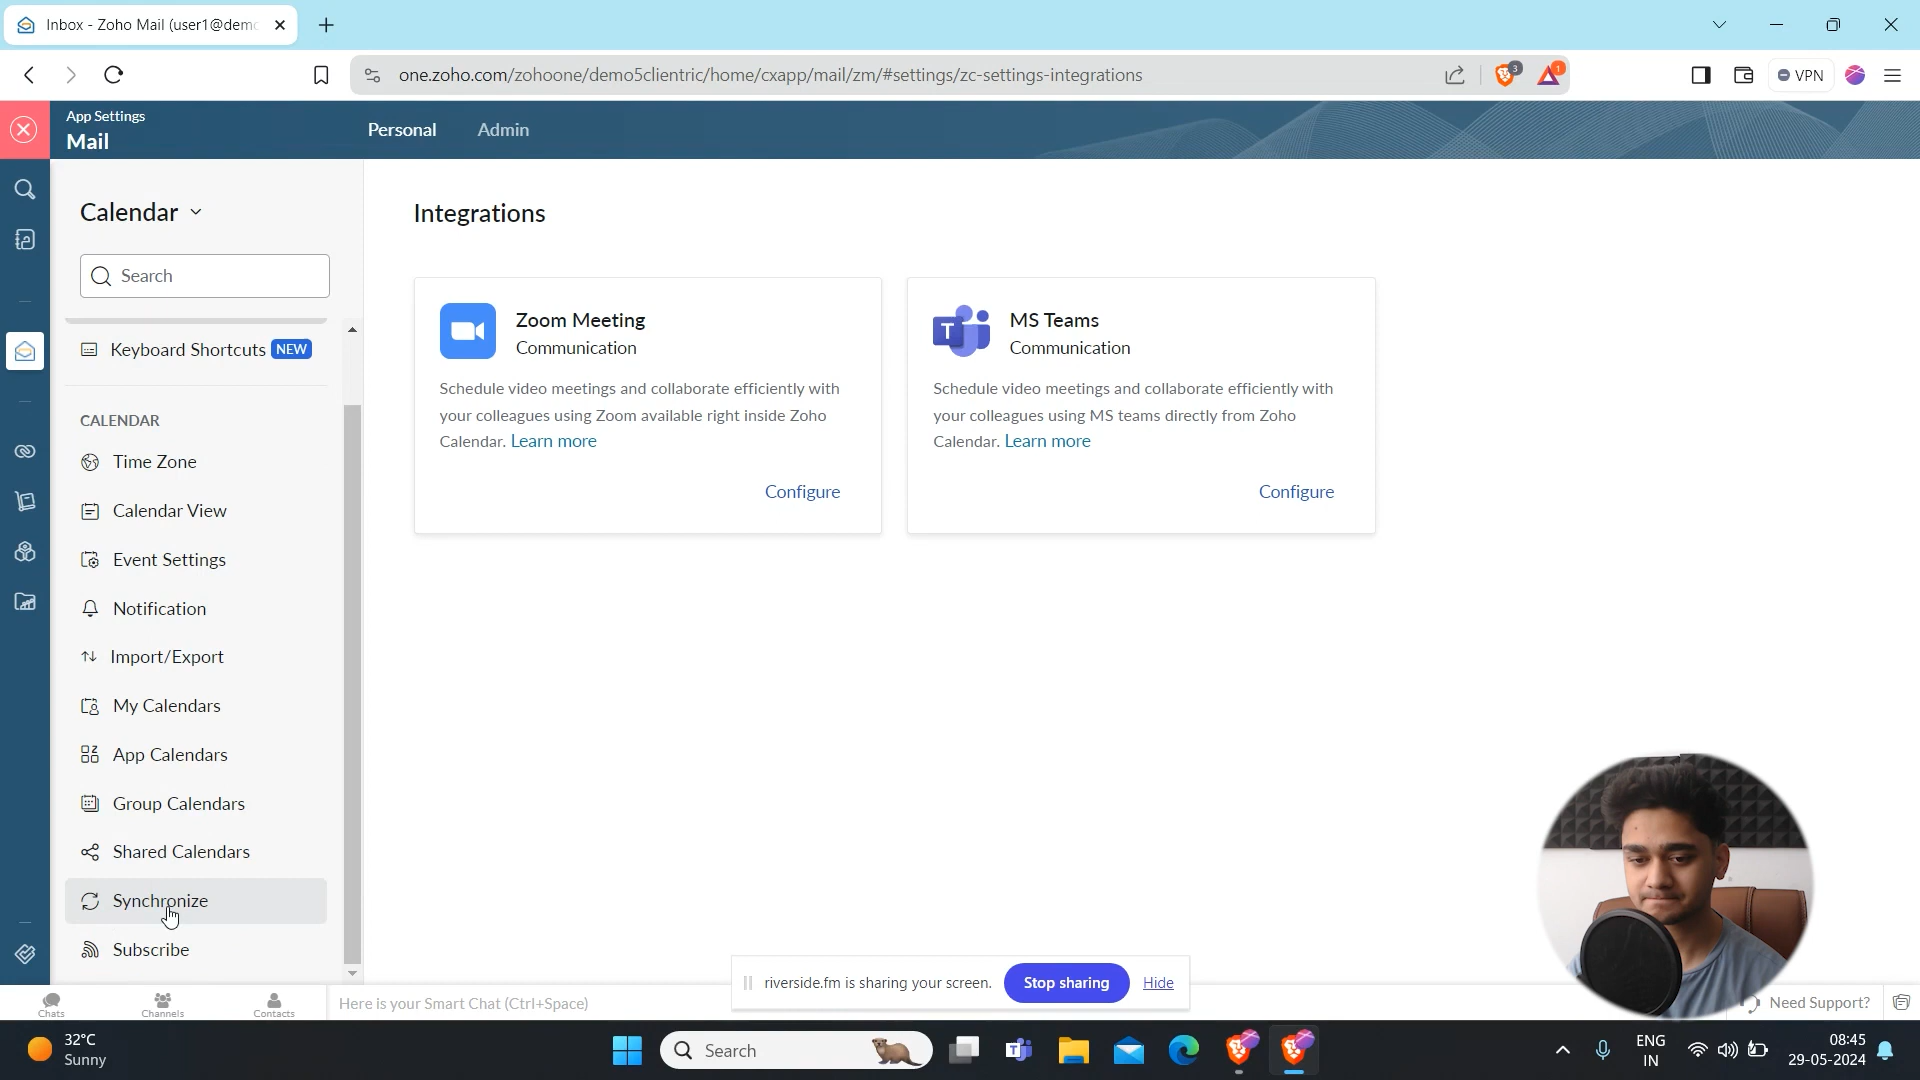 Inbox - Zoho Mail (user1@demo
one.zoho.com/zohoone/demo5clientric/home/cxapp/mail/zm/#settings/zc-settings-integrations
3
1
VPN
App Settings
Mail
Personal
Admin
Calendar
Integrations
Search
Keyboard Shortcuts NEW
CALENDAR
Time Zone
Calendar View
Event Settings
Notification
Import/Export
My Calendars
App Calendars
Group Calendars
Shared Calendars
Synchronize
Subscribe
Zoom Meeting
Communication
Schedule video meetings and collaborate efficiently with
your colleagues using Zoom available right inside Zoho
Calendar. Learn more
Configure
T
MS Teams
Communication
Schedule video meetings and collaborate efficiently with
your colleagues using MS teams directly from Zoho
Calendar. Learn more
Configure
riverside.fm is sharing your screen.
Stop sharing
Hide
Chats
Channels
Contacts
Here is your Smart Chat (Ctrl+Space)
Need Support?
32°C
Sunny
Search
ENG
IN
08:45
29-05-2024